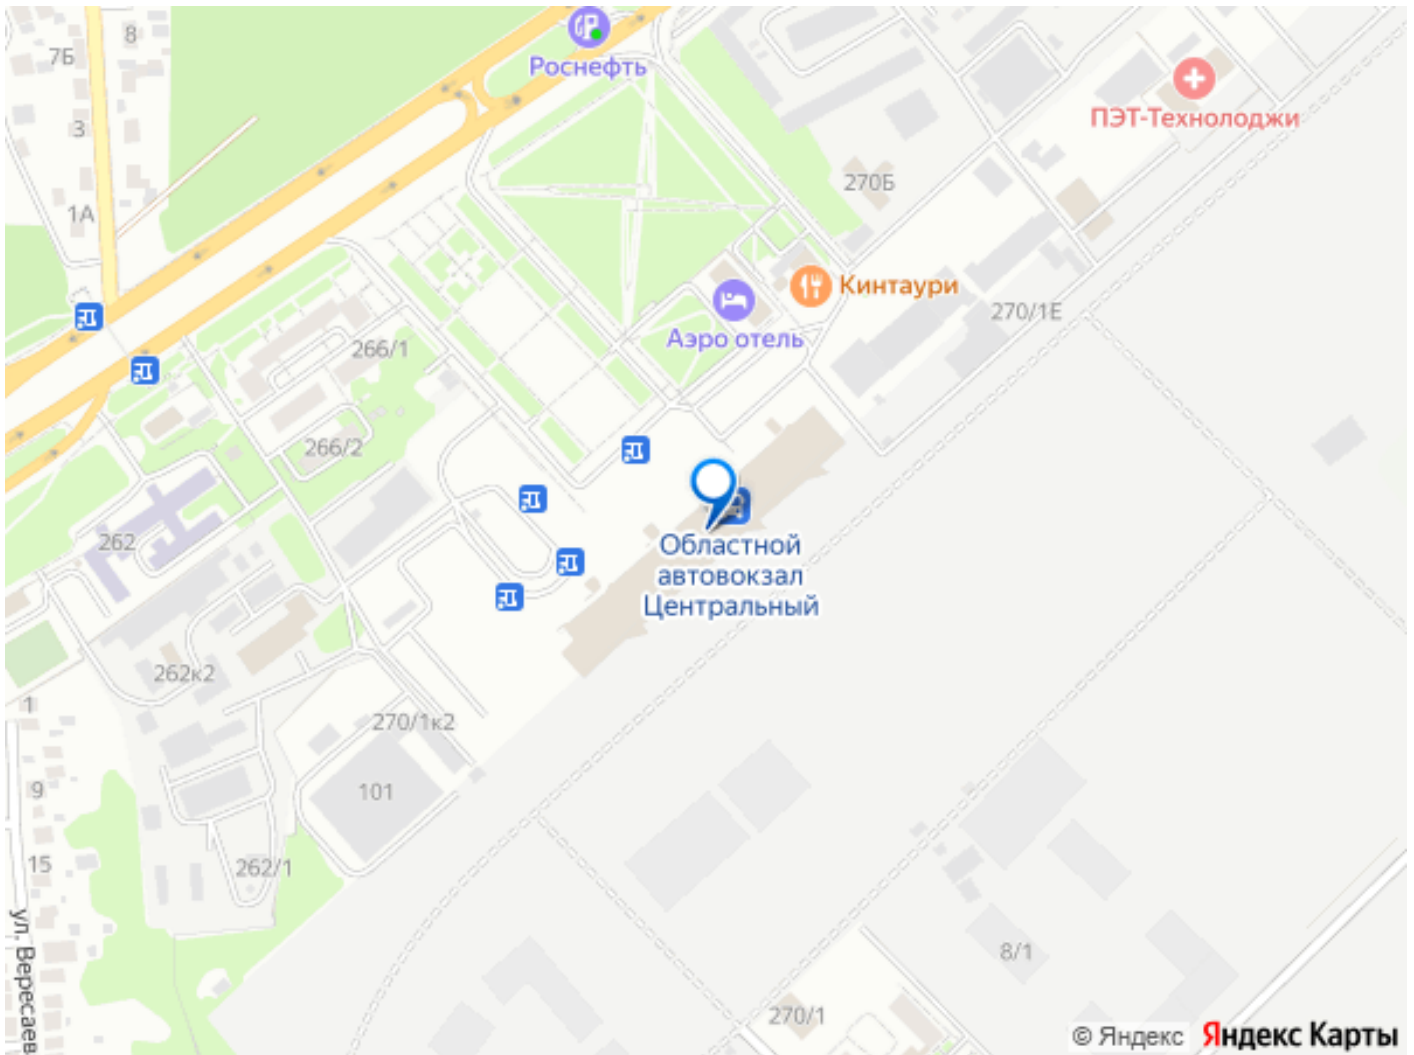 8
7Б
Роснефть
ПЭТ-Технолоджи
3
270Б
1А
Кинтаури
270/1Е
Аэро отель
266/1
266/2
262
Областной
автовокзал
Центральный
262к2
1
270/1к2
9
101
15
262/1
ул. Вересаев
8/1
270/1
© Яндекс
Яндекс Карты